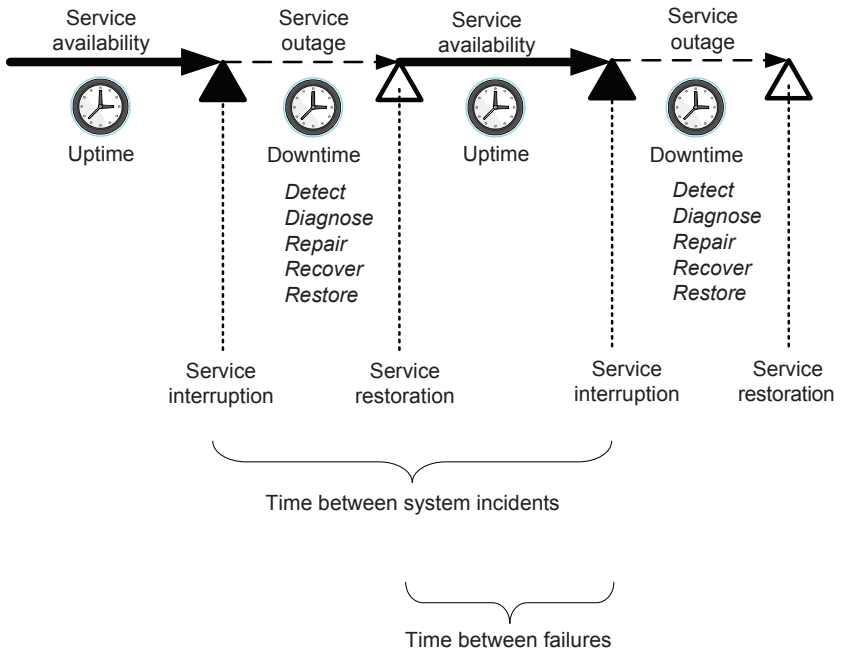 Service
availability
Service
outage
Service
availability
Service
outage
Uptime
Downtime
Uptime
Downtime
Detect
Diagnose
Repair
Recover
Restore
Detect
Diagnose
Repair
Recover
Restore
Service
interruption
Service
restoration
Service
interruption
Service
restoration
Time between system incidents
Time between failures